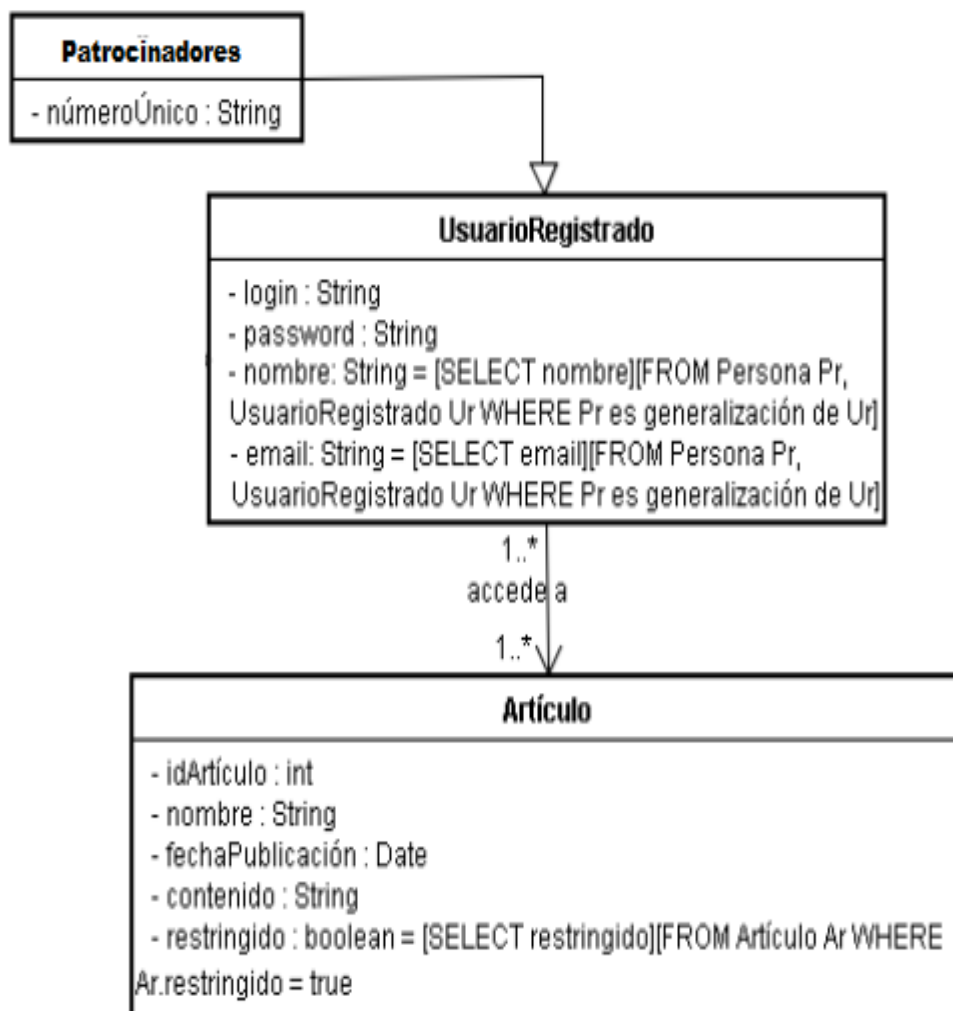 Patrocinadores
- númeroÚnico : String
UsuarioRegistrado
- login : String
- password : String
- nombre: String = [SELECT nombre][FROM Persona Pr,
UsuarioRegistrado Ur WHERE Pr es generalización de Ur]
- email: String = [SELECT email][FROM Persona Pr,
UsuarioRegistrado Ur WHERE Pr es generalización de Ur]
1..*
accede a
1..*
Artículo
- idArtículo : int
- nombre : String
- fechaPublicación : Date
- contenido : String
- restringido : boolean = [SELECT restringido][FROM Artículo Ar WHERE
Ar.restringido = true